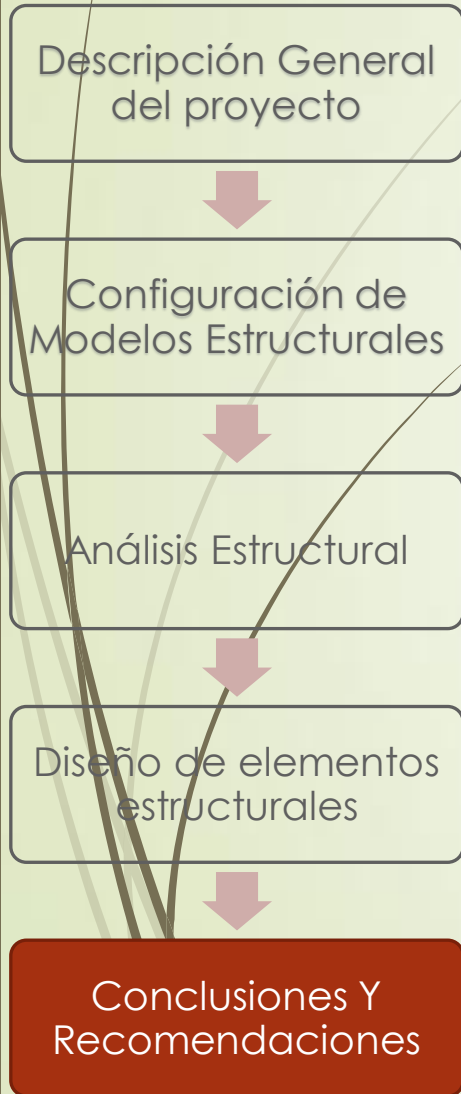 Descripción General
del proyecto
Configuración de
Modelos Estructurales
Análisis Estructural
Diseño de elementos
estructurales
Conclusiones Y
Recomendaciones